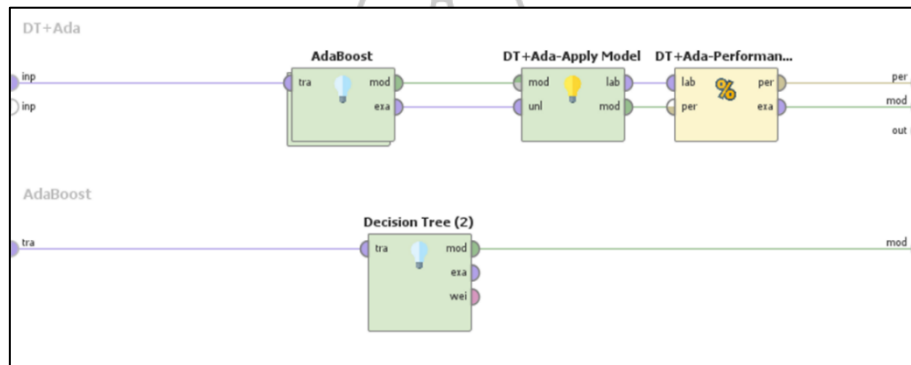 DT+Ada
AdaBoost DT+Ada-Apply Model DT+Ada-Performan...
inp tra mod mod lab lab per per
inp exa unl mod per exa mod
out
AdaBoost
Decision Tree (2)
tra tra mod mod
exa
wei